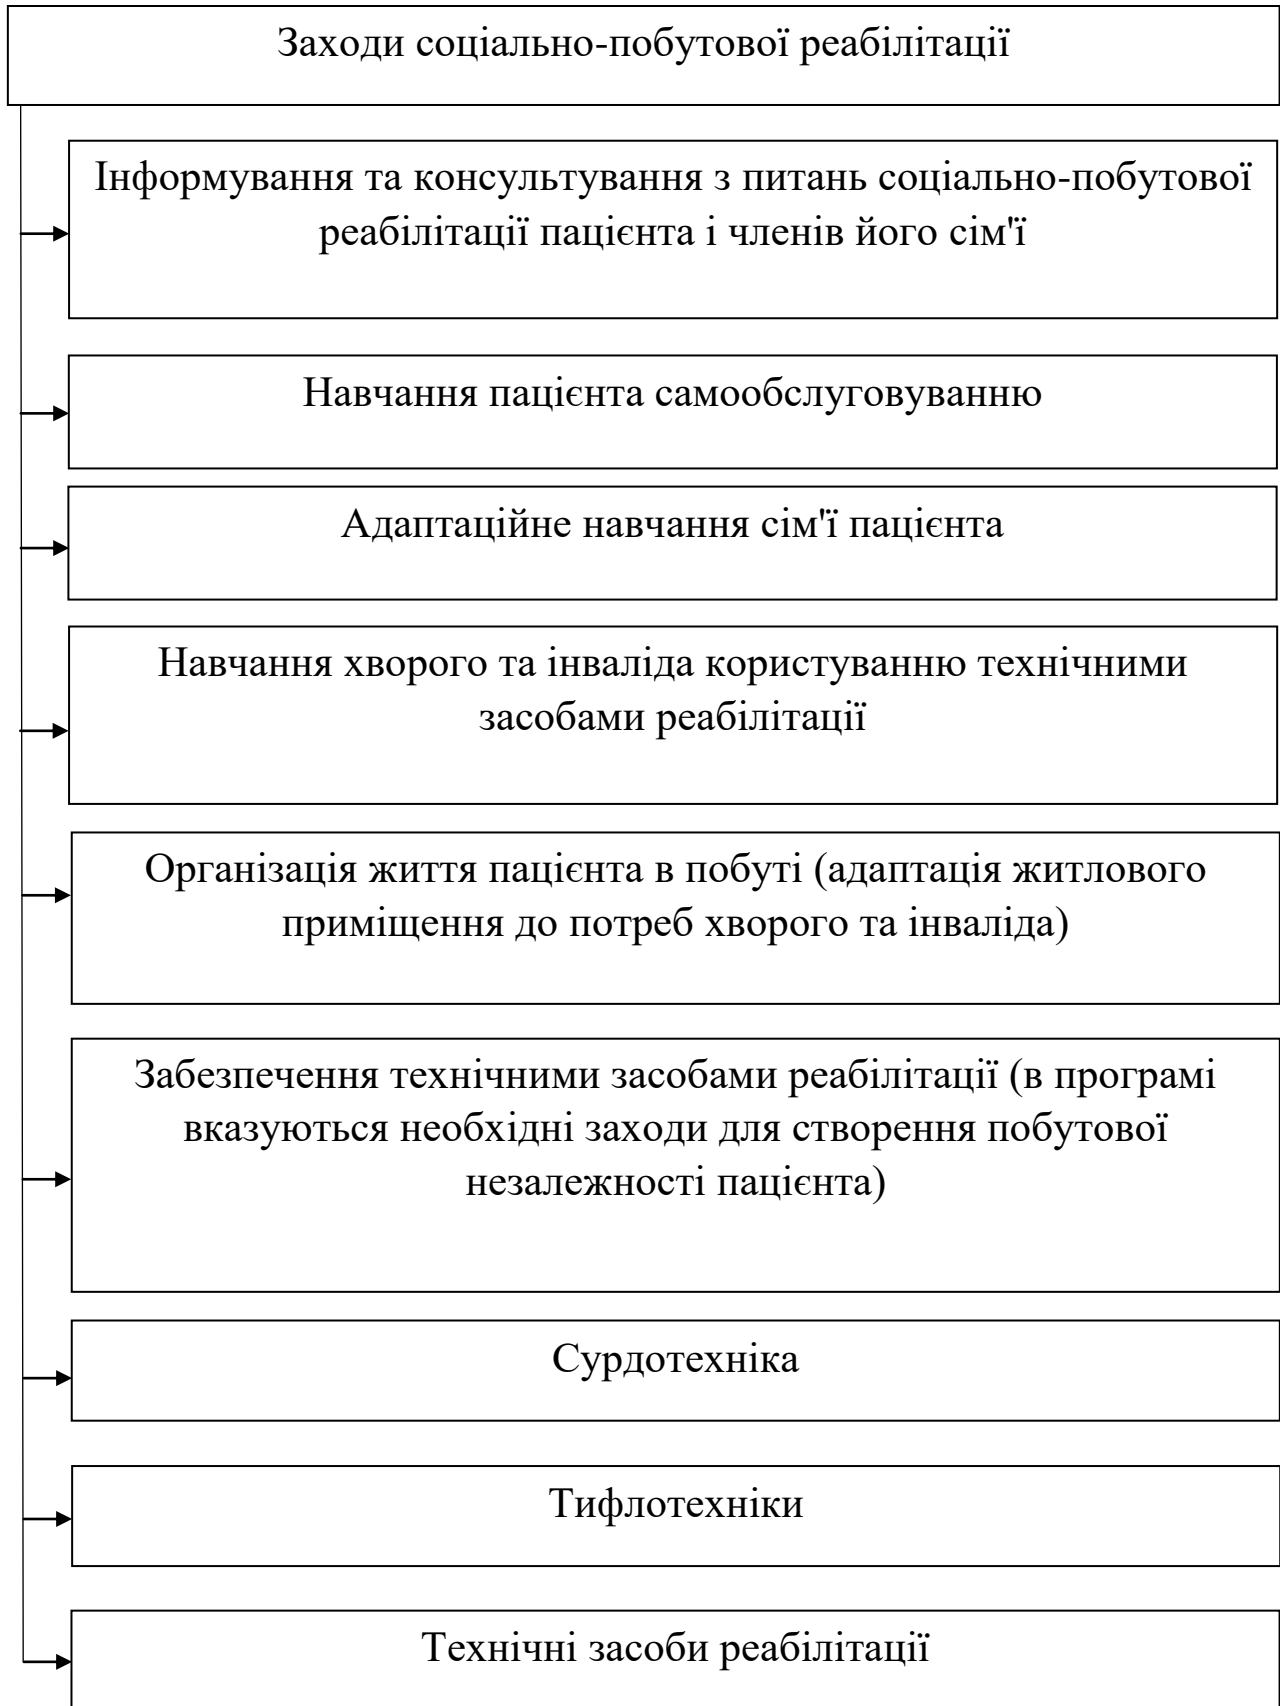 Заходи соціально-побутової реабілітації
Інформування та консультування з питань соціально-побутової
реабілітації пацієнта і членів його сім'ї
Навчання пацієнта самообслуговуванню
Адаптаційне навчання сім'ї пацієнта
Навчання хворого та інваліда користуванню технічними
засобами реабілітації
Організація життя пацієнта в побуті (адаптація житлового
приміщення до потреб хворого та інваліда)
Забезпечення технічними засобами реабілітації (в програмі
вказуються необхідні заходи для створення побутової
незалежності пацієнта)
Сурдотехніка
Тифлотехніки
Технічні засоби реабілітації